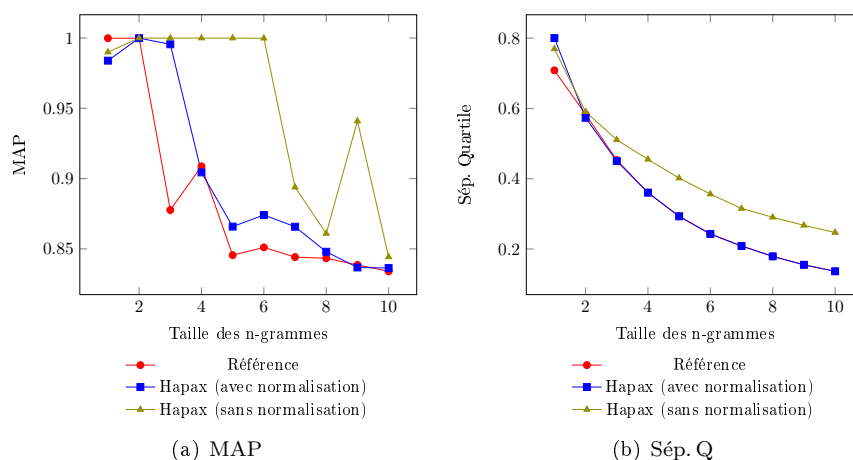 1
0.95
0.9
0.85
MAP
2 4 6 8 10
Taille des n-grammes
Référence
Hapax (avec normalisation)
Hapax (sans normalisation)
(a) MAP
0.8
0.6
0.4
0.2
Sép. Quartile
2 4 6 8 10
Taille des n-grammes
Référence
Hapax (avec normalisation)
Hapax (sans normalisation)
(b) Sép. Q